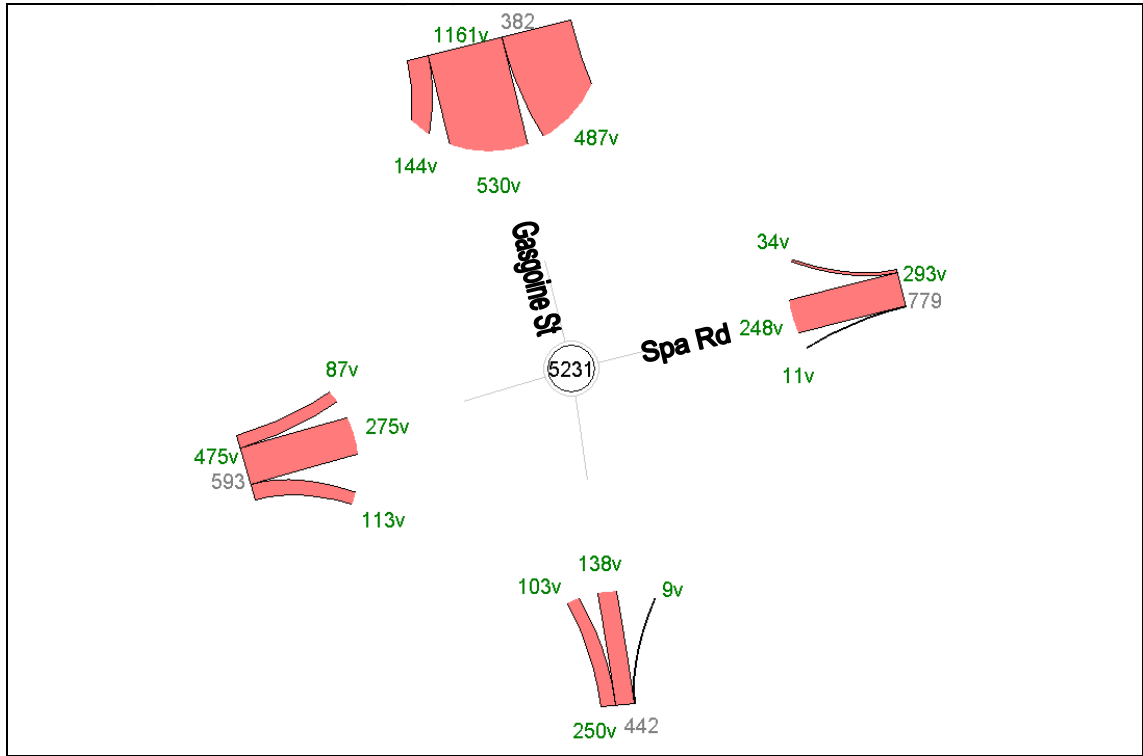 382
1161v
487v
144v
530v
Gasgoine St
34v
293v
779
248v
Spa Rd
11v
5231
87v
275v
475v
593
113v
138v
103v
9v
250v
442